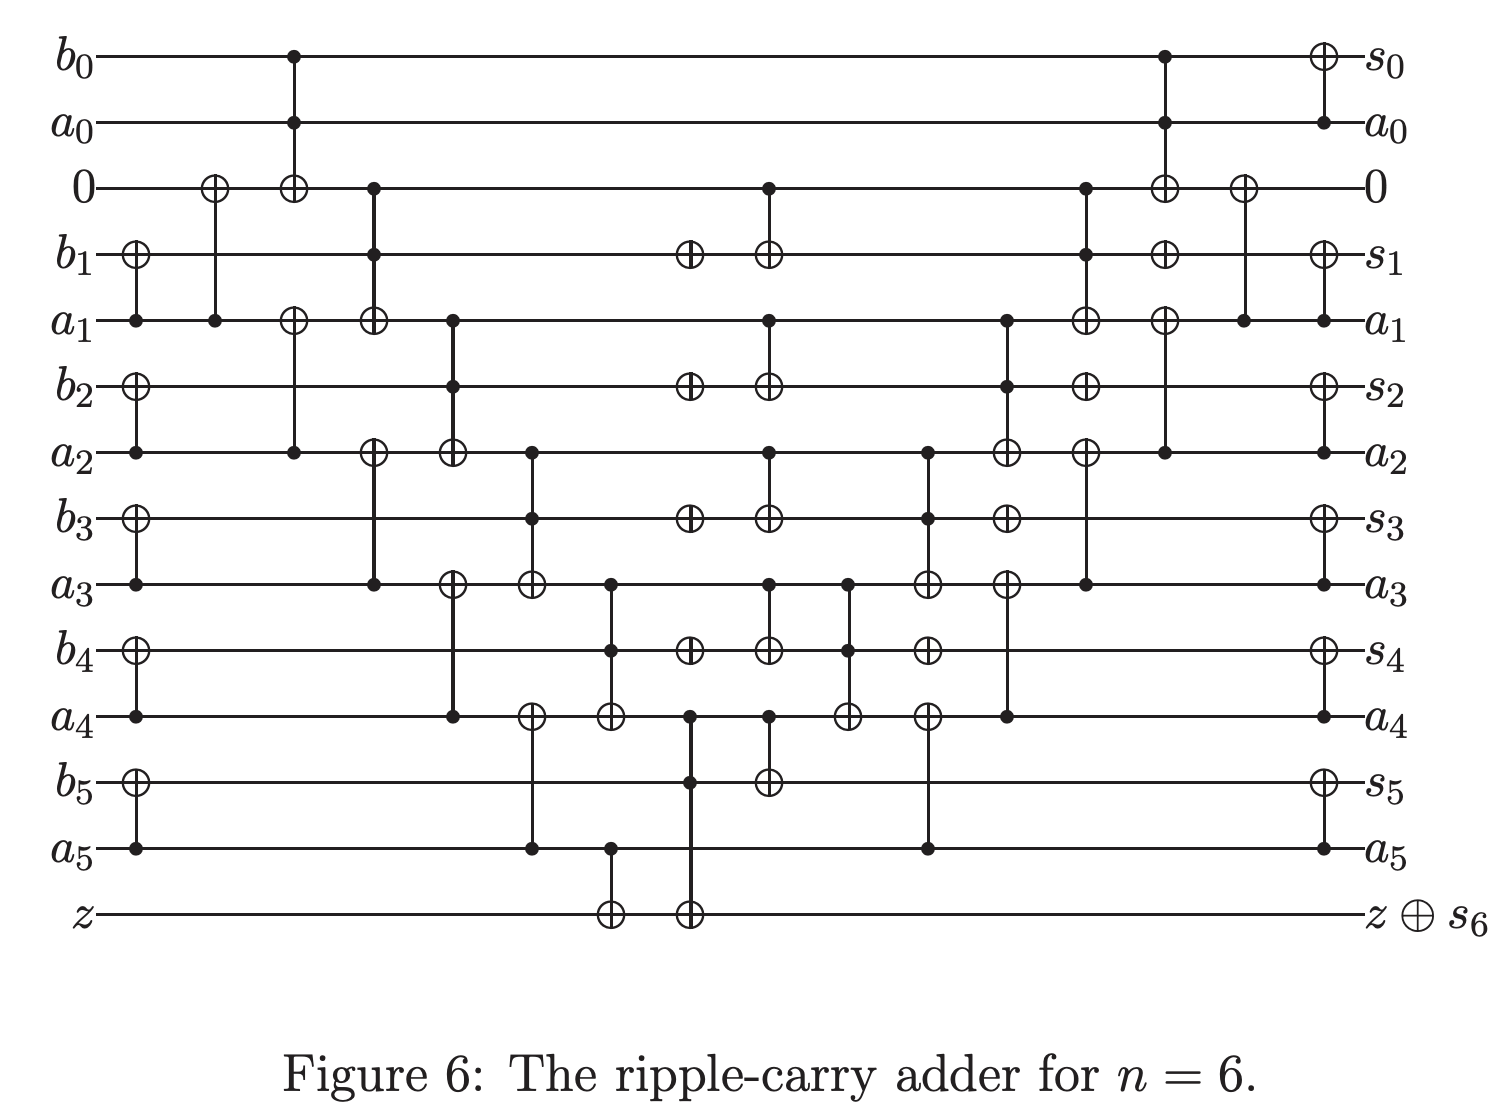 b₀ s₀
a₀ a₀
0 0
b₁ s₁
a₁ a₁
b₂ s₂
a₂ a₂
b₃ s₃
a₃ a₃
b₄ s₄
a₄ a₄
b₅ s₅
a₅ a₅
z z ⊕ s₆
Figure 6: The ripple-carry adder for n = 6.